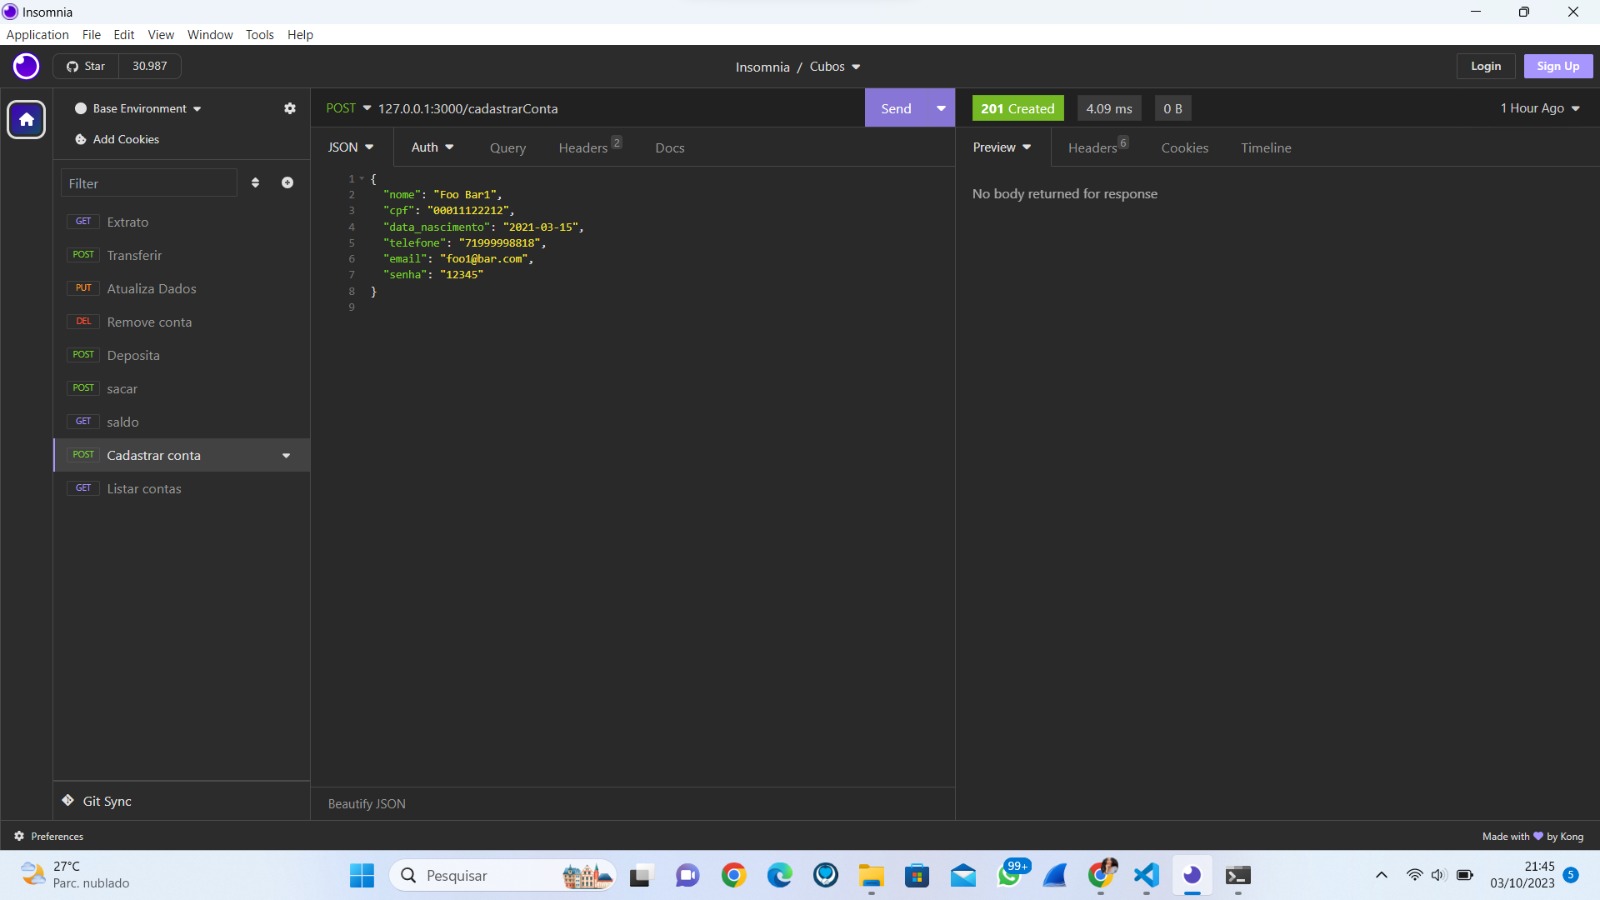 Insomnia
Application File Edit View Window Tools Help
Star 30.987
Insomnia / Cubos
Login Sign Up
Base Environment
Add Cookies
Filter
GET Extrato
POST Transferir
PUT Atualiza Dados
DEL Remove conta
POST Deposita
POST sacar
GET saldo
POST Cadastrar conta
GET Listar contas
Git Sync
POST 127.0.0.1:3000/cadastrarConta Send
JSON Auth Query Headers 2 Docs
1 {
2 "nome": "Foo Bar1",
3 "cpf": "00011122212",
4 "data_nascimento": "2021-03-15",
5 "telefone": "71999998818",
6 "email": "foo1@bar.com",
7 "senha": "12345"
8 }
9
Beautify JSON
201 Created 4.09 ms 0 B 1 Hour Ago
Preview Headers 6 Cookies Timeline
No body returned for response
Preferences
Made with by Kong
27°C
Parc. nublado
Pesquisar
99+
21:45
03/10/2023
5